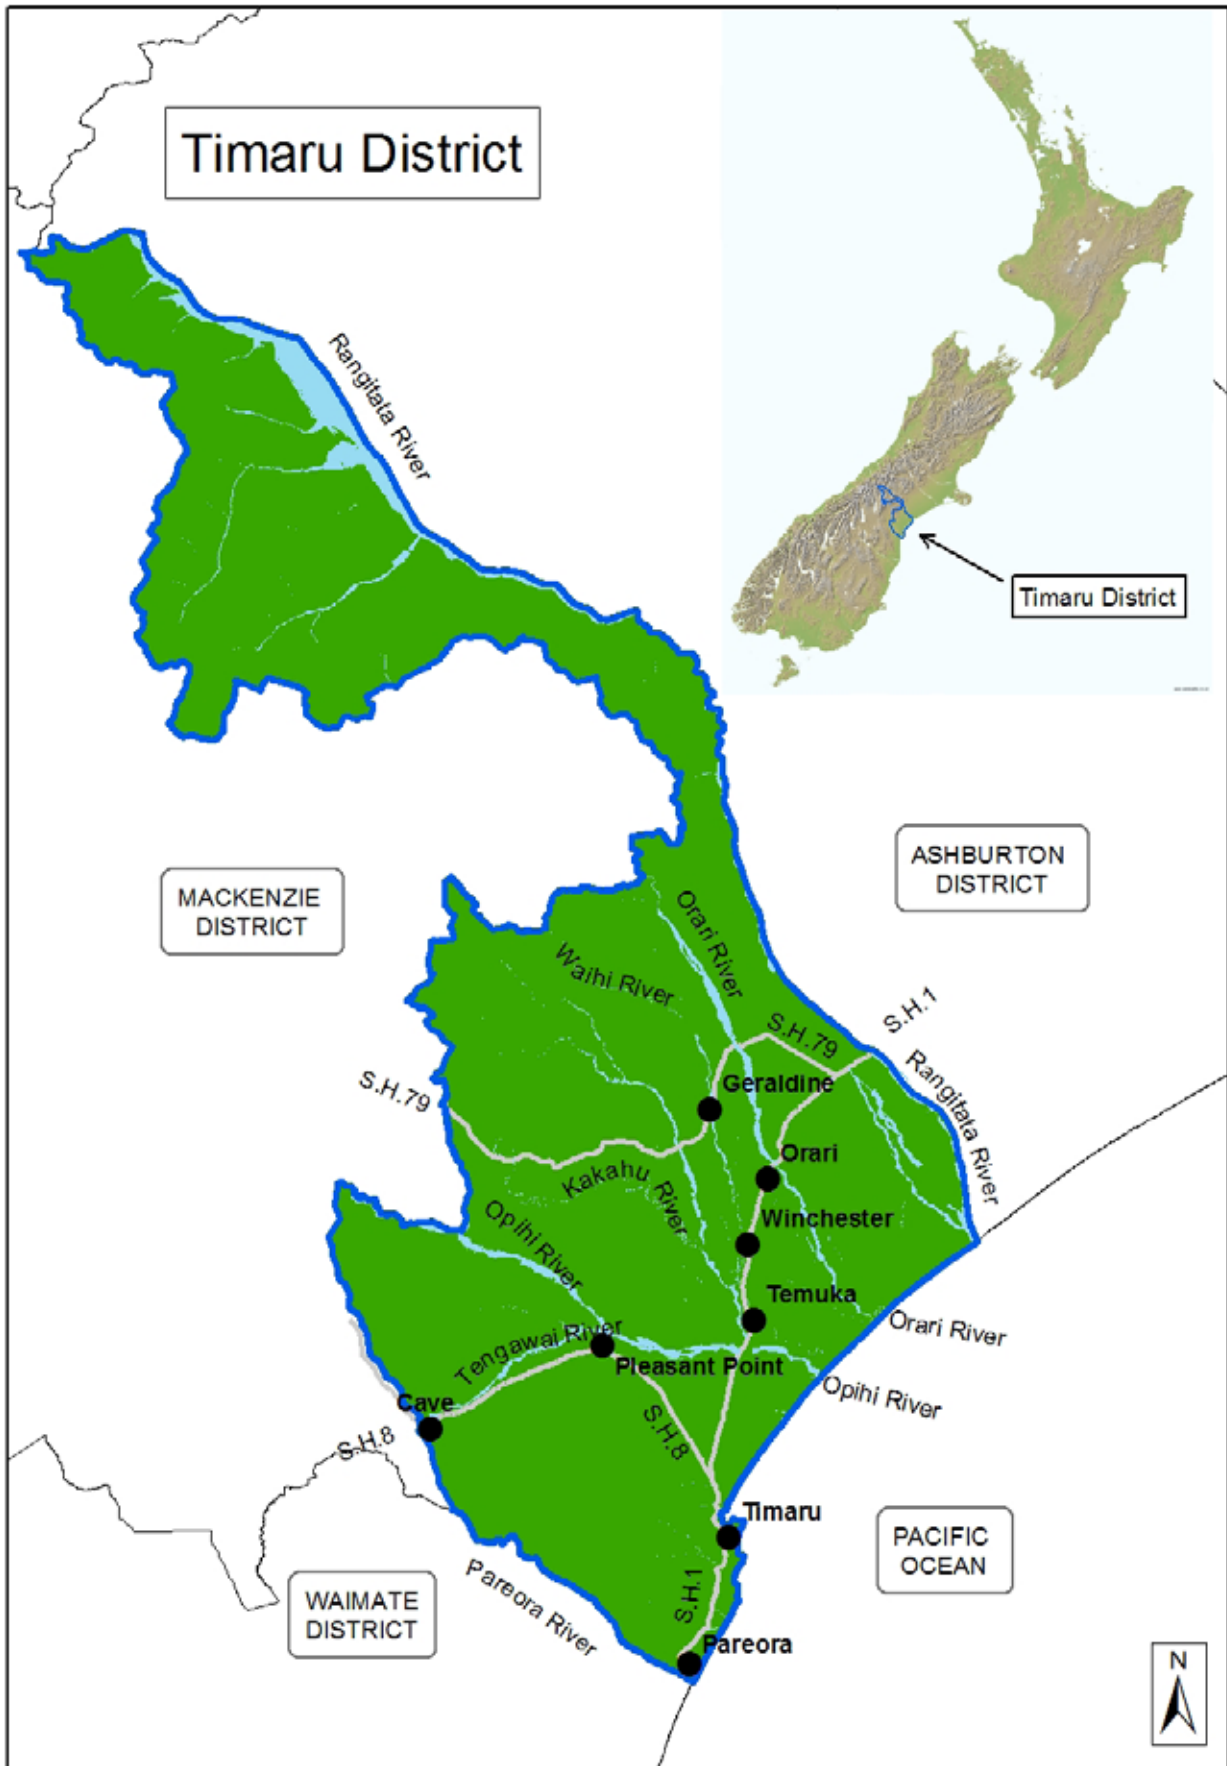 Timaru District
Rangitata River
Timaru District
ASHBURTON
DISTRICT
MACKENZIE
DISTRICT
Orari River
Waihi River
S.H.1
S.H.79
Rangitata River
S.H.79
Geraldine
Orari
Kakahu River
Winchester
Opihi River
Temuka
Orari River
Tengawai River
Pleasant Point
Opihi River
Cave
S.H.8
S.H.8
Timaru
PACIFIC
OCEAN
Pareora River
WAIMATE
DISTRICT
S.H.1
Pareora
N